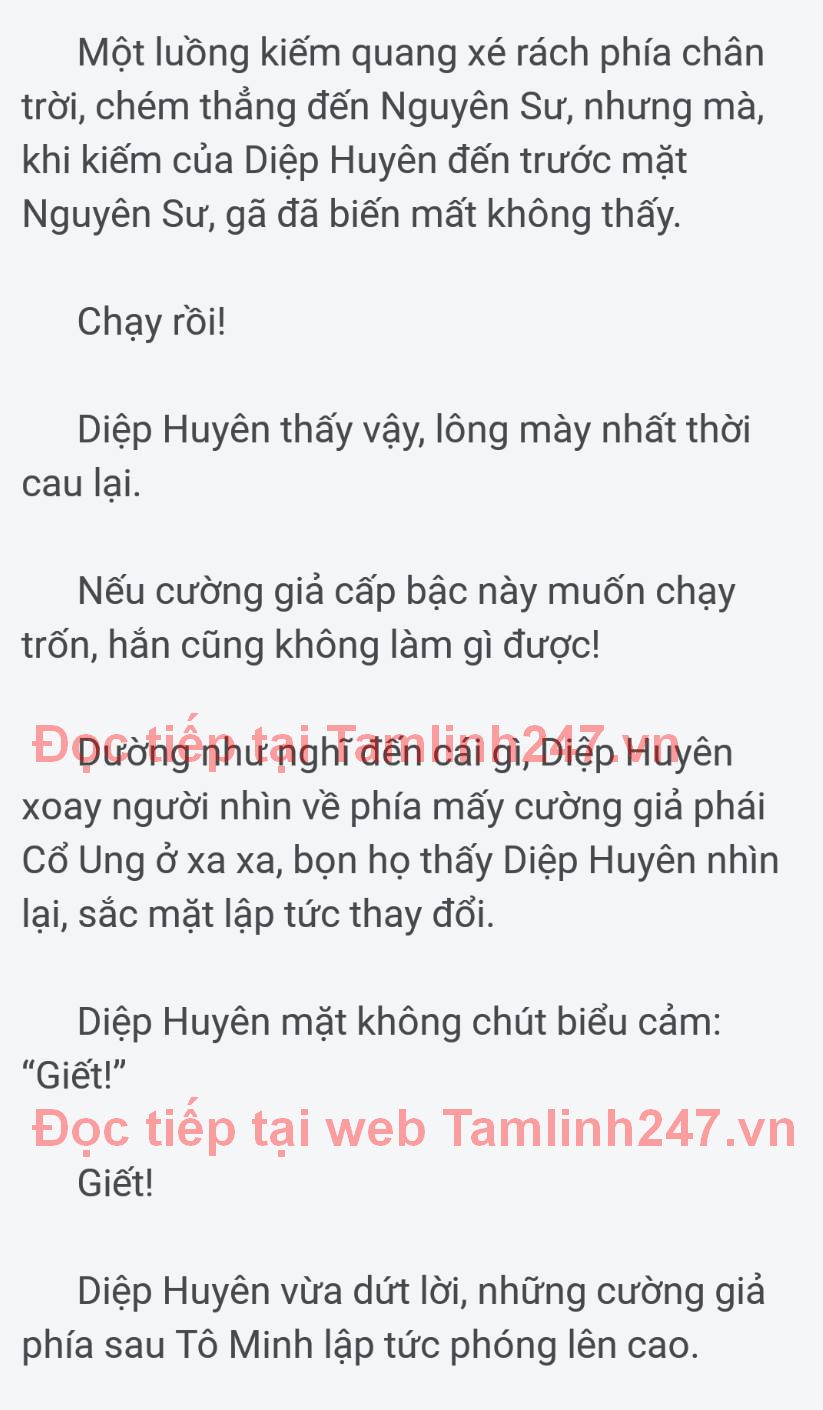 Một luồng kiếm quang xé rách phía chân
trời, chém thẳng đến Nguyên Sư, nhưng mà,
khi kiếm của Diệp Huyên đến trước mặt
Nguyên Sư, gã đã biến mất không thấy.
Chạy rồi!
Diệp Huyên thấy vậy, lông mày nhất thời
cau lại.
Nếu cường giả cấp bậc này muốn chạy
trốn, hắn cũng không làm gì được!
Đọc tiếp tại Tamlinh247.vn
Dường như nghĩ đến cái gì, Diệp Huyên
xoay người nhìn về phía mấy cường giả phái
Cổ Ung ở xa xa, bọn họ thấy Diệp Huyên nhìn
lại, sắc mặt lập tức thay đổi.
Diệp Huyên mặt không chút biểu cảm:
“Giết!”
Đọc tiếp tại web Tamlinh247.vn
Giết!
Diệp Huyên vừa dứt lời, những cường giả
phía sau Tô Minh lập tức phóng lên cao.